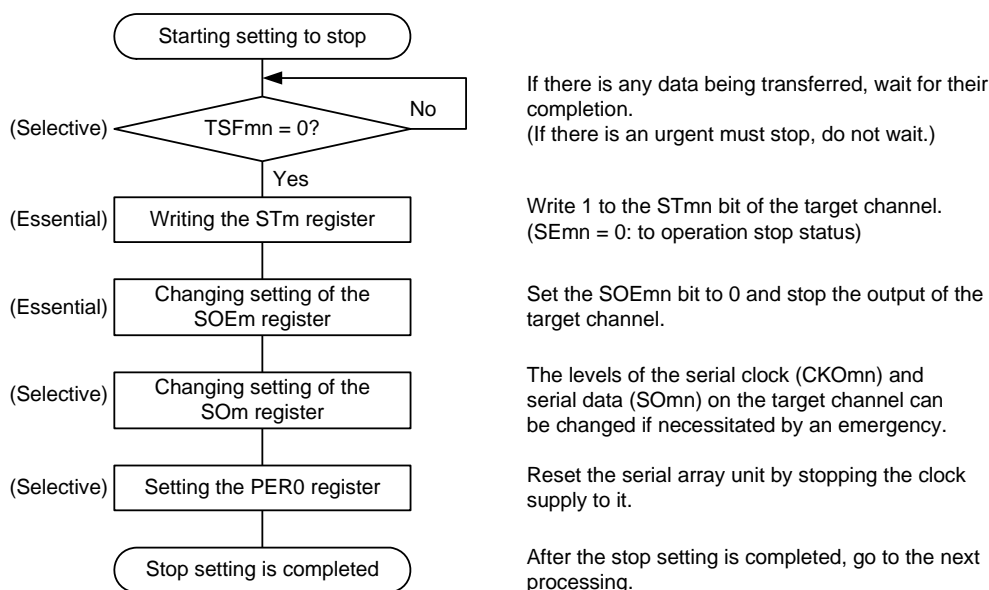 Starting setting to stop
No
If there is any data being transferred, wait for their
completion.
(If there is an urgent must stop, do not wait.)
(Selective)
TSFmn = 0?
Yes
(Essential)
Writing the STm register
Write 1 to the STmn bit of the target channel.
(SEmn = 0: to operation stop status)
(Essential)
Changing setting of the
SOEm register
Set the SOEmn bit to 0 and stop the output of the
target channel.
(Selective)
Changing setting of the
SOm register
The levels of the serial clock (CKOmn) and
serial data (SOmn) on the target channel can
be changed if necessitated by an emergency.
(Selective)
Setting the PER0 register
Reset the serial array unit by stopping the clock
supply to it.
Stop setting is completed
After the stop setting is completed, go to the next
processing.